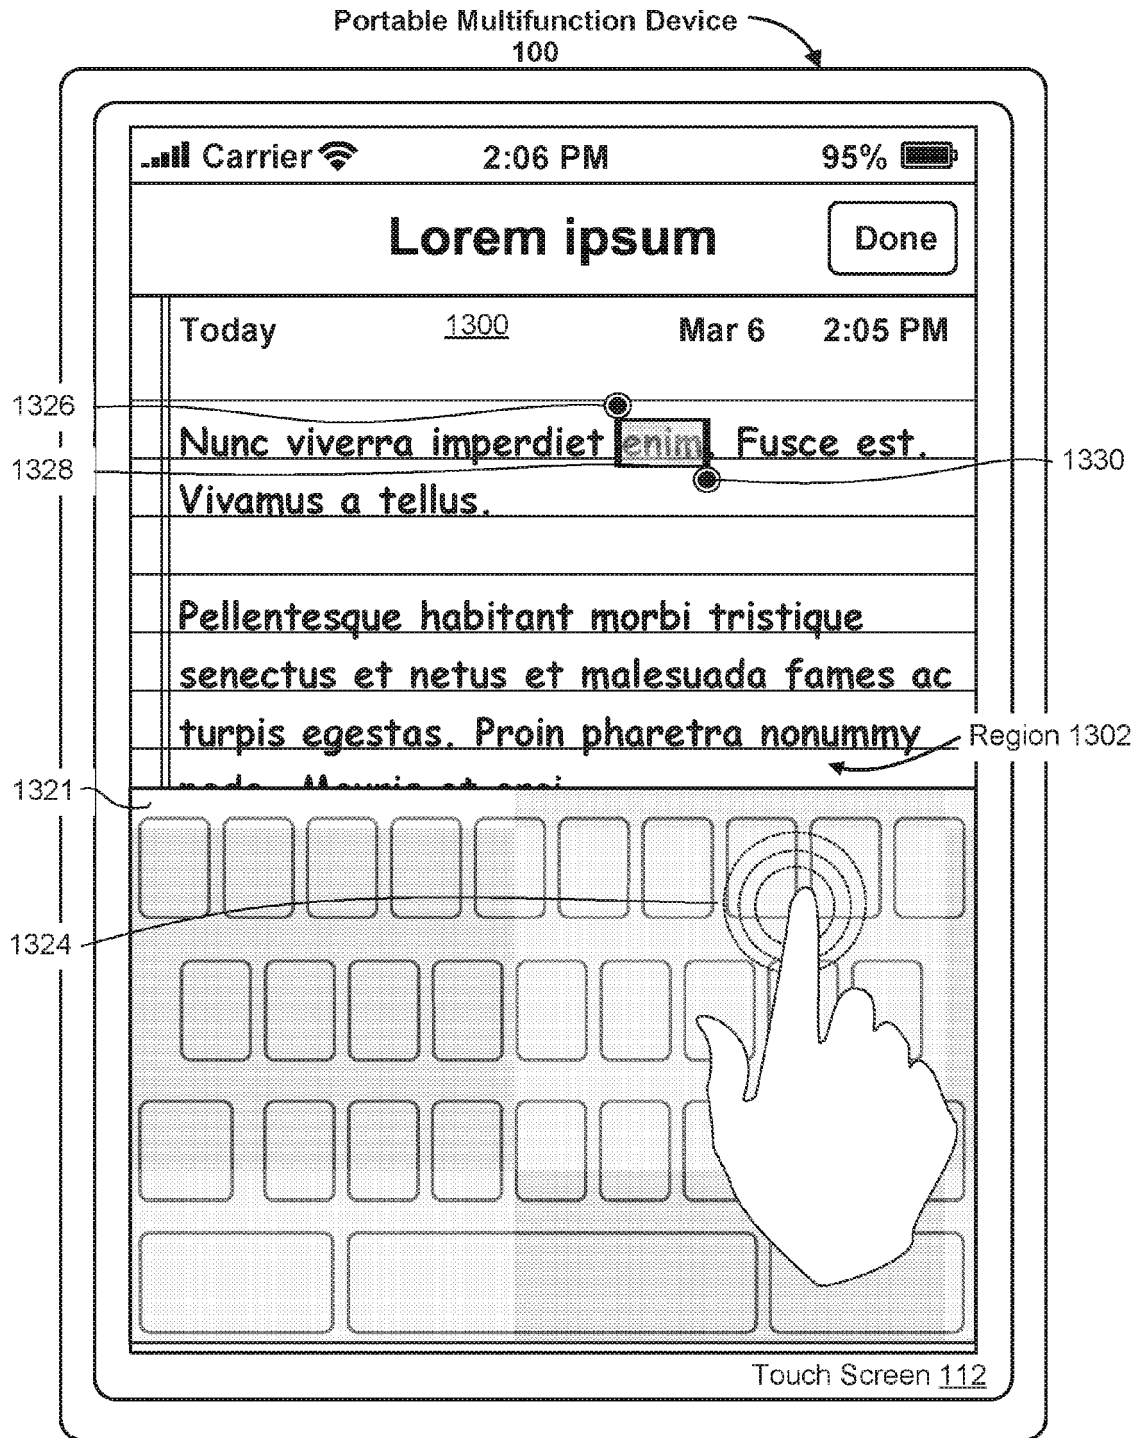 Portable Multifunction Device
100
Carrier 2:06 PM 95%
Lorem ipsum Done
Today 1300 Mar 6 2:05 PM
1326
Nunc viverra imperdiet enim. Fusce est.
1328
1330
Vivamus a tellus.
Pellentesque habitant morbi tristique
senectus et netus et malesuada fames ac
turpis egestas. Proin pharetra nonummy
Region 1302
1321
1324
Touch Screen 112